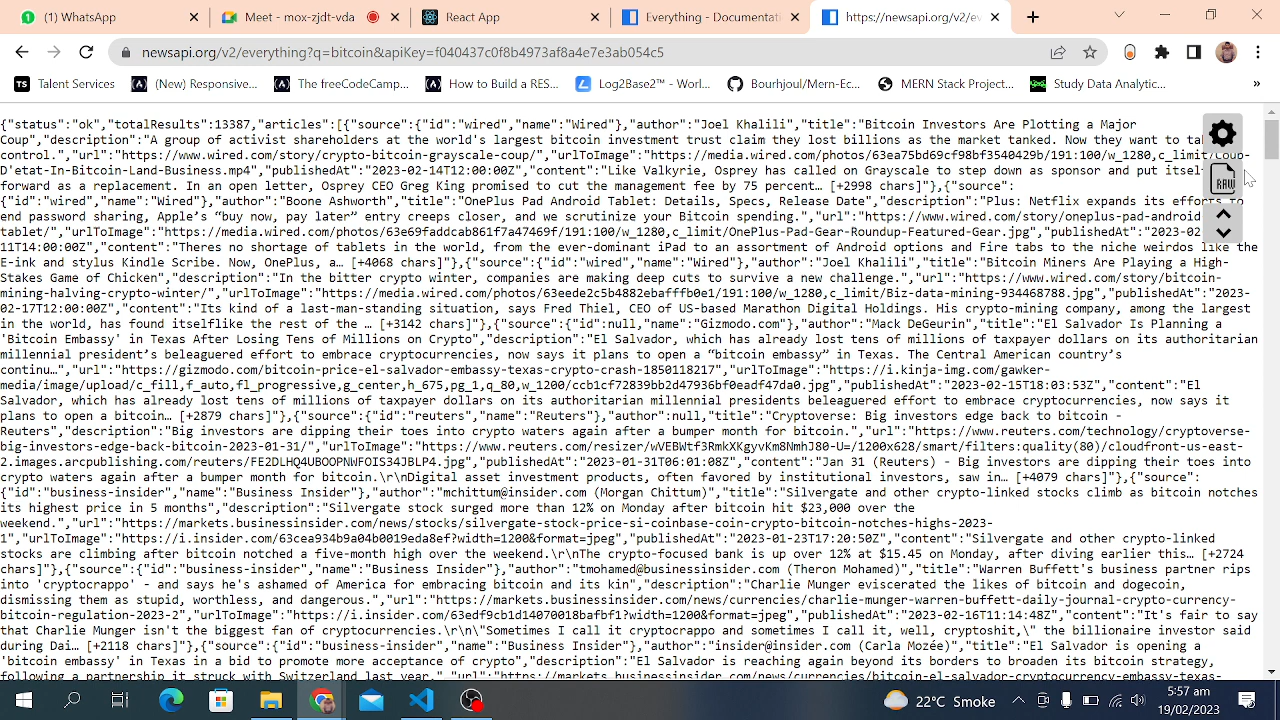 (1) WhatsApp
Meet - mox-zjdt-vda
React App
Everything - Documentati
https://newsapi.org/v2/ev
newsapi.org/v2/everything?q=bitcoin&apiKey=f040437c0f8b4973af8a4e7e3ab054c5
TS Talent Services
(New) Responsive...
The freeCodeCamp...
How to Build a RES...
Log2Base2™ - Worl...
Bourhjoul/Mern-Ec...
MERN Stack Project...
Study Data Analytic...
»
{"status":"ok","totalResults":13387,"articles":[{"source":{"id":"wired","name":"Wired"},"author":"Joel Khalili","title":"Bitcoin Investors Are Plotting a Major
Coup","description":"A group of activist shareholders at the world's largest bitcoin investment trust claim they lost billions as the market tanked. Now they want to ta
control.","url":"https://www.wired.com/story/crypto-bitcoin-grayscale-coup/","urlToImage":"https://media.wired.com/photos/63ea75bd69cf98bf3540429b/191:100/w_1280,c_limit/Coup-
D'etat-In-Bitcoin-Land-Business.mp4","publishedAt":"2023-02-14T12:00:00Z","content":"Like Valkyrie, Osprey has called on Grayscale to step down as sponsor and put itsel
forward as a replacement. In an open letter, Osprey CEO Greg King promised to cut the management fee by 75 percent… [+2998 chars]"},{"source":
RAW
{"id":"wired","name":"Wired"},"author":"Boone Ashworth","title":"OnePlus Pad Android Tablet: Details, Specs, Release Date","description":"Plus: Netflix expands its efforts to
end password sharing, Apple's “buy now, pay later” entry creeps closer, and we scrutinize your Bitcoin spending.","url":"https://www.wired.com/story/oneplus-pad-android
tablet/","urlToImage":"https://media.wired.com/photos/63e69faddcab861f7a47469f/191:100/w_1280,c_limit/OnePlus-Pad-Gear-Roundup-Featured-Gear.jpg","publishedAt":"2023-02
11T14:00:00Z","content":"Theres no shortage of tablets in the world, from the ever-dominant iPad to an assortment of Android options and Fire tabs to the niche weirdos like the
E-ink and stylus Kindle Scribe. Now, OnePlus, a… [+4068 chars]"},{"source":{"id":"wired","name":"Wired"},"author":"Joel Khalili","title":"Bitcoin Miners Are Playing a High-
Stakes Game of Chicken","description":"In the bitter crypto winter, companies are making deep cuts to survive a new challenge.","url":"https://www.wired.com/story/bitcoin-
mining-halving-crypto-winter/","urlToImage":"https://media.wired.com/photos/63eede2c5b4882ebafffb0e1/191:100/w_1280,c_limit/Biz-data-mining-934468788.jpg","publishedAt":"2023-
02-17T12:00:00Z","content":"Its kind of a last-man-standing situation, says Fred Thiel, CEO of US-based Marathon Digital Holdings. His crypto-mining company, among the largest
in the world, has found itselflike the rest of the … [+3142 chars]"},{"source":{"id":null,"name":"Gizmodo.com"},"author":"Mack DeGeurin","title":"El Salvador Is Planning a
'Bitcoin Embassy' in Texas After Losing Tens of Millions on Crypto","description":"El Salvador, which has already lost tens of millions of taxpayer dollars on its authoritarian
millennial president’s beleaguered effort to embrace cryptocurrencies, now says it plans to open a “bitcoin embassy” in Texas. The Central American country’s
continu…","url":"https://gizmodo.com/bitcoin-price-el-salvador-embassy-texas-crypto-crash-1850118217","urlToImage":"https://i.kinja-img.com/gawker-
media/image/upload/c_fill,f_auto,fl_progressive,g_center,h_675,pg_1,q_80,w_1200/ccb1cf72839bb2d47936bf0eadf47da0.jpg","publishedAt":"2023-02-15T18:03:53Z","content":"El
Salvador, which has already lost tens of millions of taxpayer dollars on its authoritarian millennial presidents beleaguered effort to embrace cryptocurrencies, now says it
plans to open a bitcoin… [+2879 chars]"},{"source":{"id":"reuters","name":"Reuters"},"author":null,"title":"Cryptoverse: Big investors edge back to bitcoin -
Reuters","description":"Big investors are dipping their toes into crypto waters again after a bumper month for bitcoin.","url":"https://www.reuters.com/technology/cryptoverse-
big-investors-edge-back-bitcoin-2023-01-31/","urlToImage":"https://www.reuters.com/resizer/wVEBWtf3RmkXKgyvKm8NmhJ80-U=/1200x628/smart/filters:quality(80)/cloudfront-us-east-
2.images.arcpublishing.com/reuters/FE2DLHQ4UBOOPNWFOIS34JBLP4.jpg","publishedAt":"2023-01-31T06:01:08Z","content":"Jan 31 (Reuters) - Big investors are dipping their toes into
crypto waters again after a bumper month for bitcoin.\r\nDigital asset investment products, often favored by institutional investors, saw in… [+4079 chars]"},{"source":
{"id":"business-insider","name":"Business Insider"},"author":"mchittum@insider.com (Morgan Chittum)","title":"Silvergate and other crypto-linked stocks climb as bitcoin notches
its highest price in 5 months","description":"Silvergate stock surged more than 12% on Monday after bitcoin hit $23,000 over the
weekend.","url":"https://markets.businessinsider.com/news/stocks/silvergate-stock-price-si-coinbase-coin-crypto-bitcoin-notches-highs-2023-
1","urlToImage":"https://i.insider.com/63cea934b9a04b0019eda8ef?width=1200&format=jpeg","publishedAt":"2023-01-23T17:20:50Z","content":"Silvergate and other crypto-linked
stocks are climbing after bitcoin notched a five-month high over the weekend.\r\nThe crypto-focused bank is up over 12% at $15.45 on Monday, after diving earlier this… [+2724
chars]"},{"source":{"id":"business-insider","name":"Business Insider"},"author":"tmohamed@businessinsider.com (Theron Mohamed)","title":"Warren Buffett's business partner rips
into 'cryptocrappo' - and says he's ashamed of America for embracing bitcoin and its kin","description":"Charlie Munger eviscerated the likes of bitcoin and dogecoin,
dismissing them as stupid, worthless, and dangerous.","url":"https://markets.businessinsider.com/news/currencies/charlie-munger-warren-buffett-daily-journal-crypto-currency-
bitcoin-regulation-2023-2","urlToImage":"https://i.insider.com/63edf9cb1d14070018bafbf1?width=1200&format=jpeg","publishedAt":"2023-02-16T11:14:48Z","content":"It's fair to say
that Charlie Munger isn't the biggest fan of cryptocurrencies.\r\n\"Sometimes I call it cryptocrappo and sometimes I call it, well, cryptoshit,\" the billionaire investor said
during Dai… [+2118 chars]"},{"source":{"id":"business-insider","name":"Business Insider"},"author":"insider@insider.com (Carla Mozée)","title":"El Salvador is opening a
'bitcoin embassy' in Texas in a bid to promote more acceptance of crypto","description":"El Salvador is reaching again beyond its borders to broaden its bitcoin strategy,
following a partnership it struck with Switzerland last year.","url":"https://markets.businessinsider.com/news/currencies/bitcoin-el-salvador-cryptocurrency-embassy-texas-
22°C Smoke
5:57 am
19/02/2023